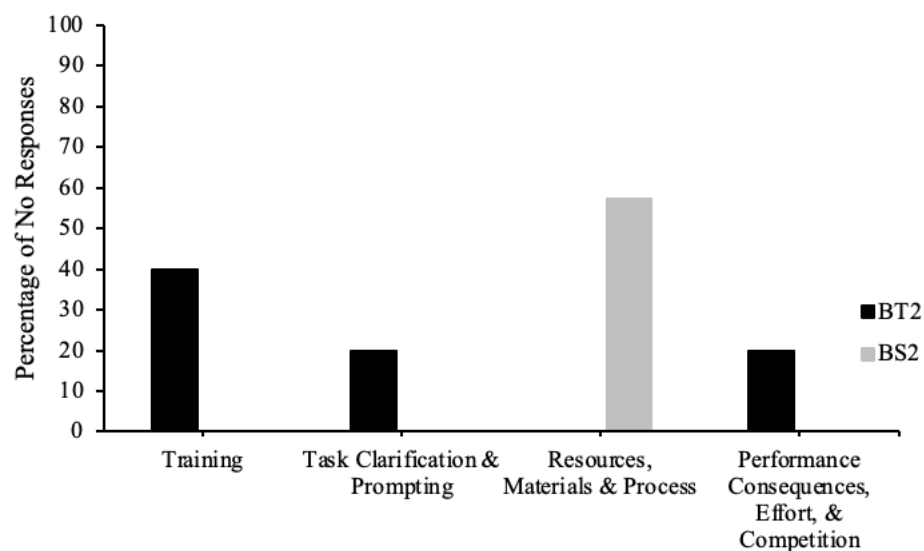 Percentage of No Responses
100
90
80
70
60
50
40
30
20
10
0
Training
Task Clarification &
Prompting
Resources,
Materials & Process
Performance
Consequences,
Effort, &
Competition
BT2
BS2